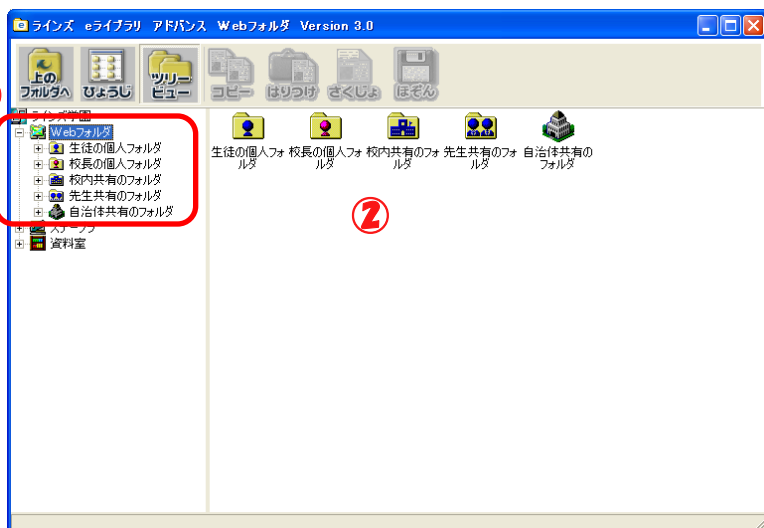 ラインズ eライブラリ アドバンス Webフォルダ Version 3.0
上の
フォルダへ ひょうじ ツリー
ビュー コピー はりつけ さくじょ ほぞん
ラインズ学園
Webフォルダ
生徒の個人フォルダ
校長の個人フォルダ
校内共有のフォルダ
先生共有のフォルダ
自治体共有のフォルダ
資料室
生徒の個人フォ 校長の個人フォ 校内共有のフォ 先生共有のフォ 自治体共有の
ルダ ルダ ルダ ルダ フォルダ
②